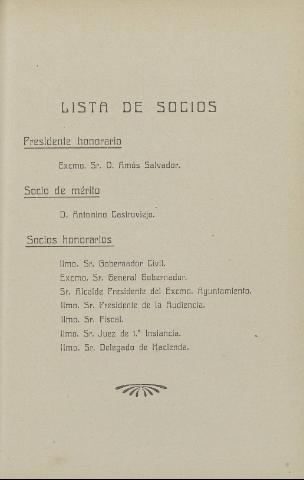 LISTA DE SOCIOS
Presidente honorario
Excmo. Sr. D. Amós Salvador.
Socio de mérito
D. Antonino Castroviejo.
Socios honorarios
Ilmo. Sr. Gobernador Civil.
Excmo. Sr. General Gobernador.
Sr. Alcalde Presidente del Excmo. Ayuntamiento.
Ilmo. Sr. Presidente de la Audiencia.
Ilmo. Sr. Fiscal.
Ilmo. Sr. Juez de 1.ª Instancia.
Ilmo. Sr. Delegado de Hacienda.